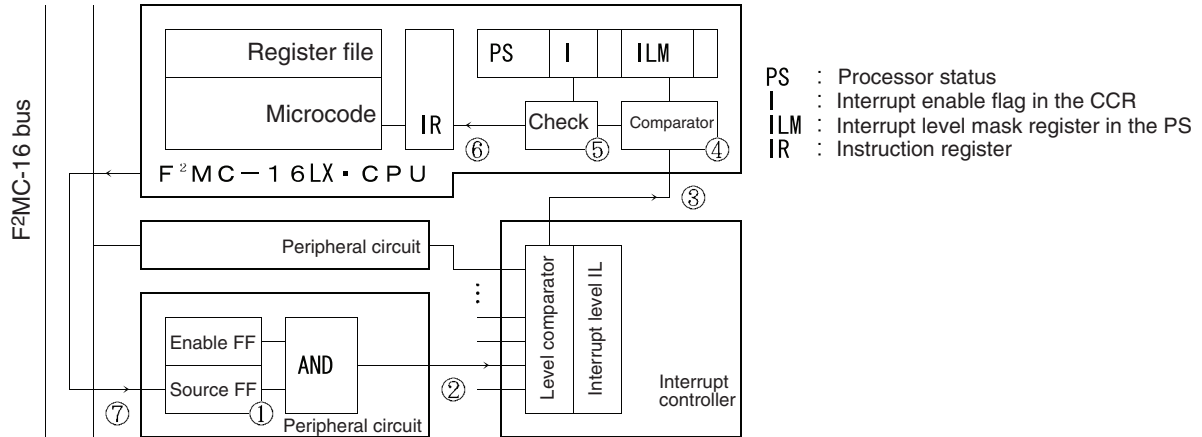 F²MC-16 bus
Register file
Microcode
IR
PS I ILM
Check
Comparator
⑥
⑤
④
F²MC－16LX・CPU
③
PS : Processor status
I : Interrupt enable flag in the CCR
ILM : Interrupt level mask register in the PS
IR : Instruction register
Peripheral circuit
Enable FF
Source FF
AND
①
②
⑦
Peripheral circuit
Level comparator
Interrupt level IL
Interrupt
controller